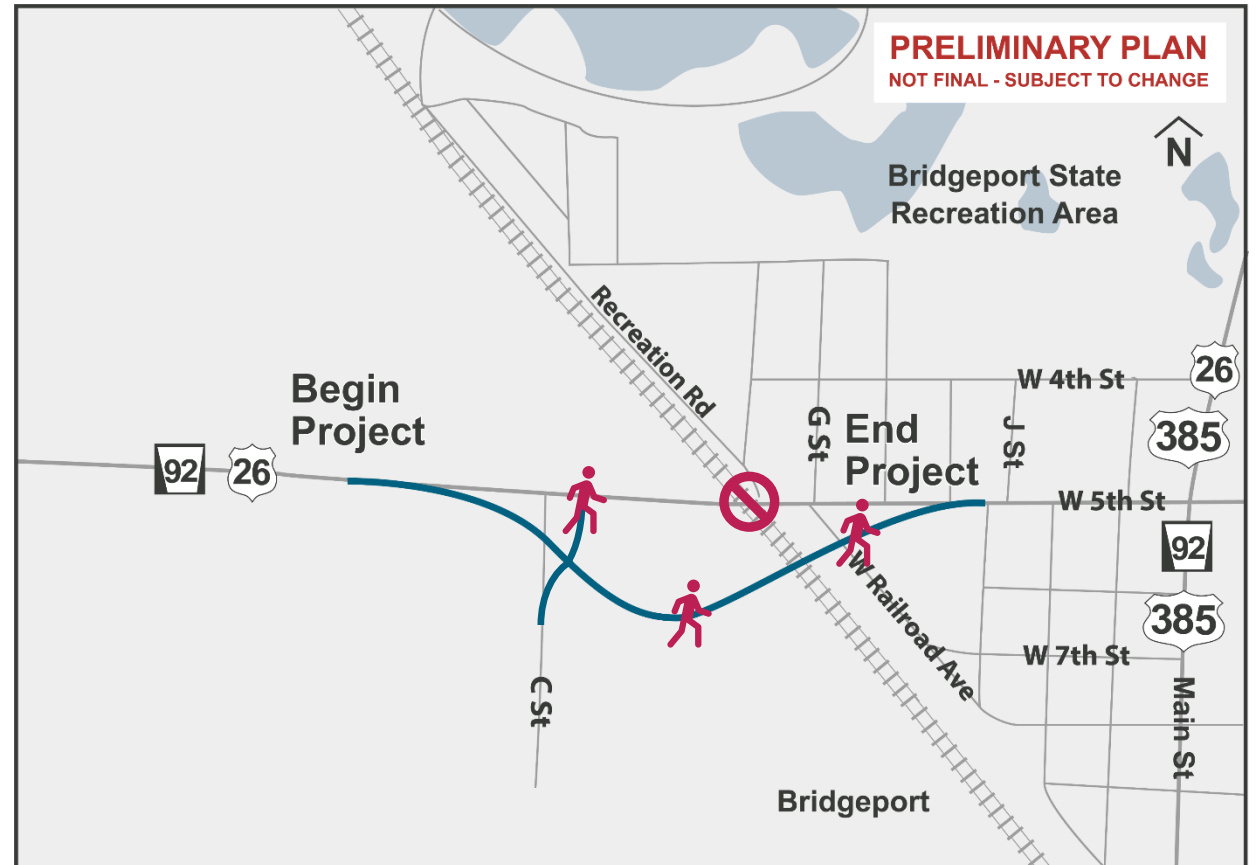 PRELIMINARY PLAN
NOT FINAL - SUBJECT TO CHANGE
N
Bridgeport State
Recreation Area
Recreation Rd
W 4th St
26
385
Begin
Project
G St
End
Project
J St
92
26
W 5th St
92
385
W Railroad Ave
W 7th St
C St
Main St
Bridgeport